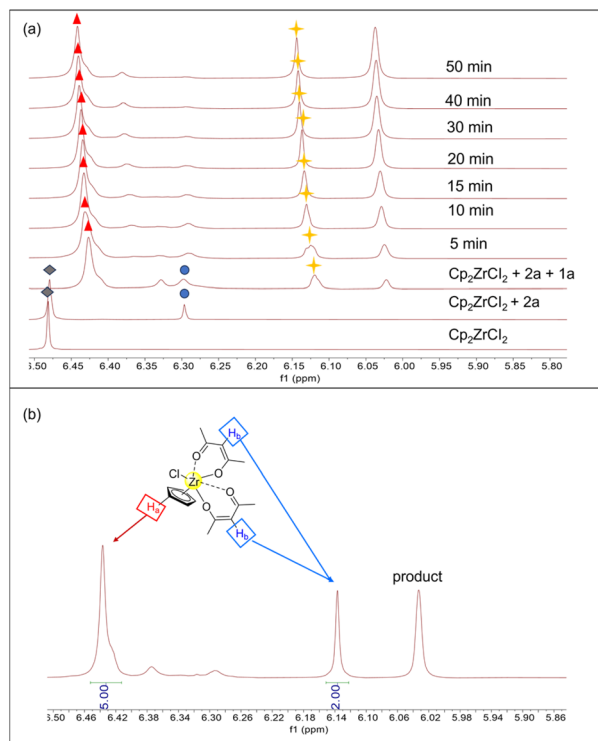 (a)
50 min
40 min
30 min
20 min
15 min
10 min
5 min
Cp₂ZrCl₂ + 2a + 1a
Cp₂ZrCl₂ + 2a
Cp₂ZrCl₂
6.50 6.45 6.40 6.35 6.30 6.25 6.20 6.15 6.10 6.05 6.00 5.95 5.90 5.85 5.80
f1 (ppm)
(b)
Hb
O
O
Cl
Zr
O
O
Ha
Hb
product
5.00
2.00
6.50 6.46 6.42 6.38 6.34 6.30 6.26 6.22 6.18 6.14 6.10 6.06 6.02 5.98 5.94 5.90 5.86
f1 (ppm)